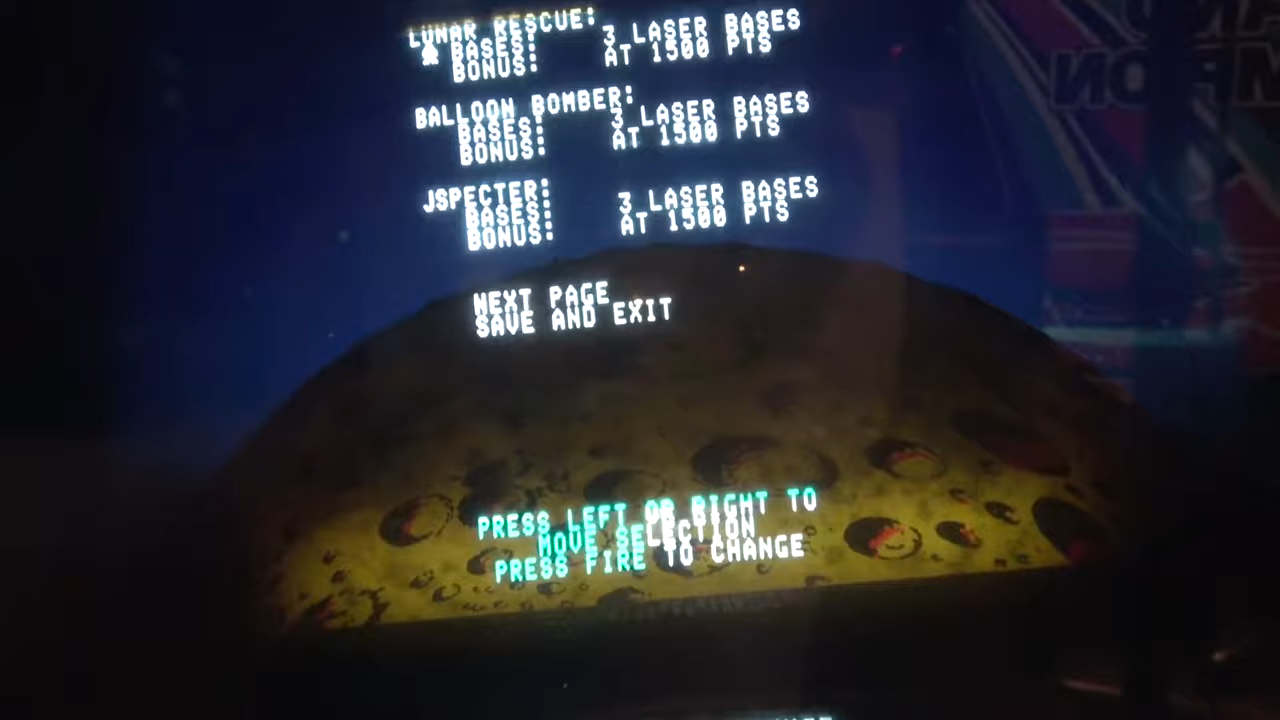 LUNAR RESCUE:
BASES: 3 LASER BASES
BONUS: AT 1500 PTS
BALLOON BOMBER:
BASES: 3 LASER BASES
BONUS: AT 1500 PTS
JSPECTER:
BASES: 3 LASER BASES
BONUS: AT 1500 PTS
NEXT PAGE
SAVE AND EXIT
PRESS LEFT OR RIGHT TO
MOVE SELECTION
PRESS FIRE TO CHANGE